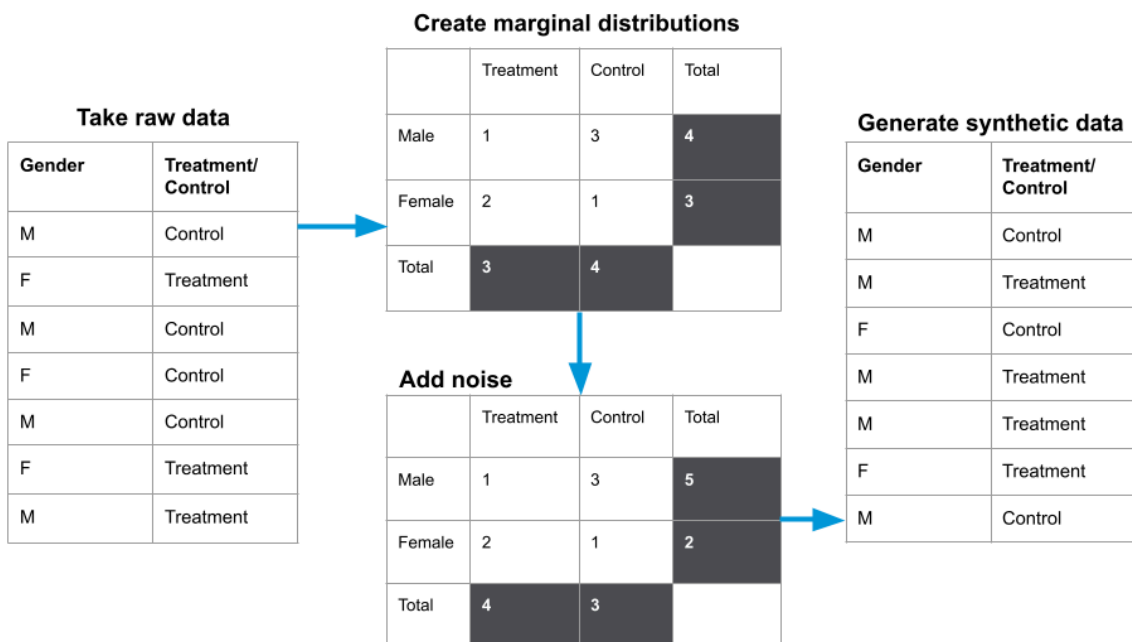 Take raw data
Gender Treatment/
Control
M Control
F Treatment
M Control
F Control
M Control
F Treatment
M Treatment
Create marginal distributions
Treatment Control Total
Male 1 3 4
Female 2 1 3
Total 3 4
Add noise
Treatment Control Total
Male 1 3 5
Female 2 1 2
Total 4 3
Generate synthetic data
Gender Treatment/
Control
M Control
M Treatment
F Control
M Treatment
M Treatment
F Treatment
M Control